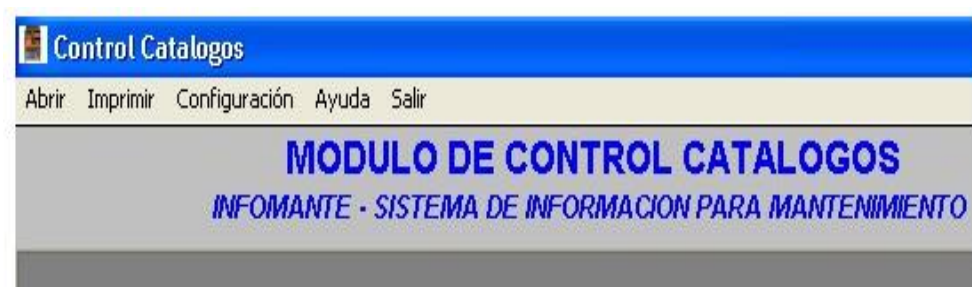 Control Catalogos
Abrir Imprimir Configuración Ayuda Salir
MODULO DE CONTROL CATALOGOS
INFOMANTE - SISTEMA DE INFORMACION PARA MANTENIMIENTO